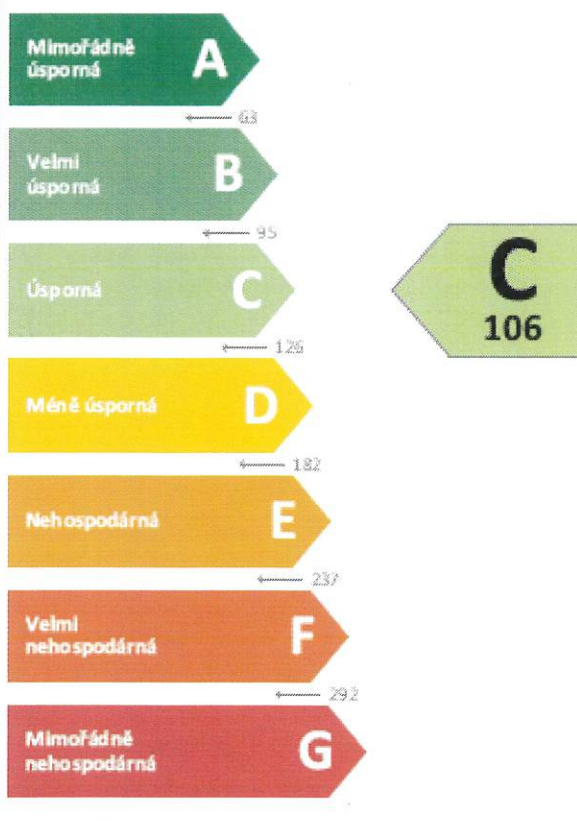 Mimořádně
úsporná
A
63
Velmi
úsporná
B
95
Úsporná
C
126
C
106
Méně úsporná
D
182
Nehospodárná
E
237
Velmi
nehospodárná
F
292
Mimořádně
nehospodárná
G